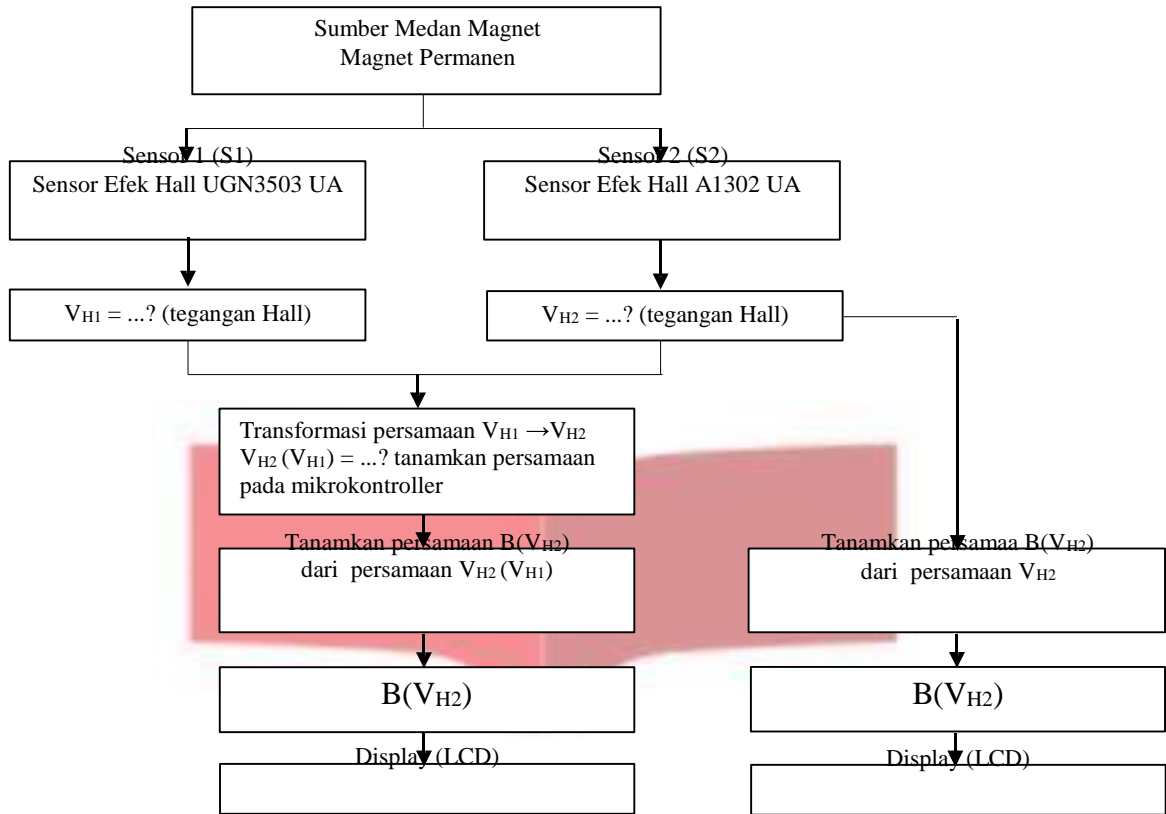 Sumber Medan Magnet
Magnet Permanen
Sensor 1 (S1)
Sensor Efek Hall UGN3503 UA
Sensor 2 (S2)
Sensor Efek Hall A1302 UA
VH1 = ...? (tegangan Hall)
VH2 = ...? (tegangan Hall)
Transformasi persamaan VH1 →VH2
VH2 (VH1) = ...? tanamkan persamaan
pada mikrokontroller
Tanamkan persamaan B(VH2)
dari persamaan VH2 (VH1)
Tanamkan persamaa B(VH2)
dari persamaan VH2
B(VH2)
B(VH2)
Display (LCD)
Display (LCD)